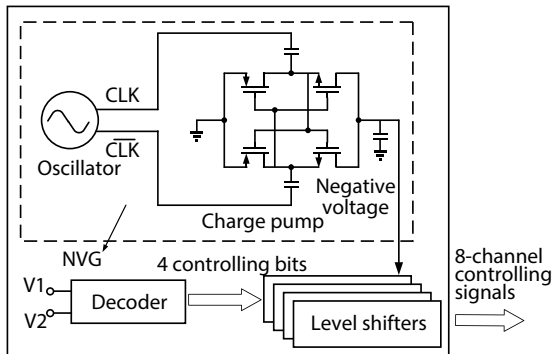 CLK
CLK
Oscillator
Charge pump
Negative
voltage
NVG
4 controlling bits
8-channel
controlling
signals
V1
V2
Decoder
Level shifters